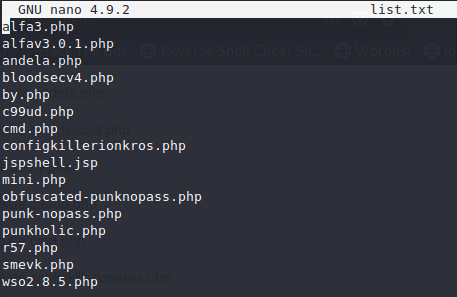 GNU nano 4.9.2 list.txt
alfa3.php
alfav3.0.1.php
andela.php
bloodsecv4.php
by.php
c99ud.php
cmd.php
configkillerionkros.php
jspshell.jsp
mini.php
obfuscated-punknopass.php
punk-nopass.php
punkholic.php
r57.php
smevk.php
wso2.8.5.php